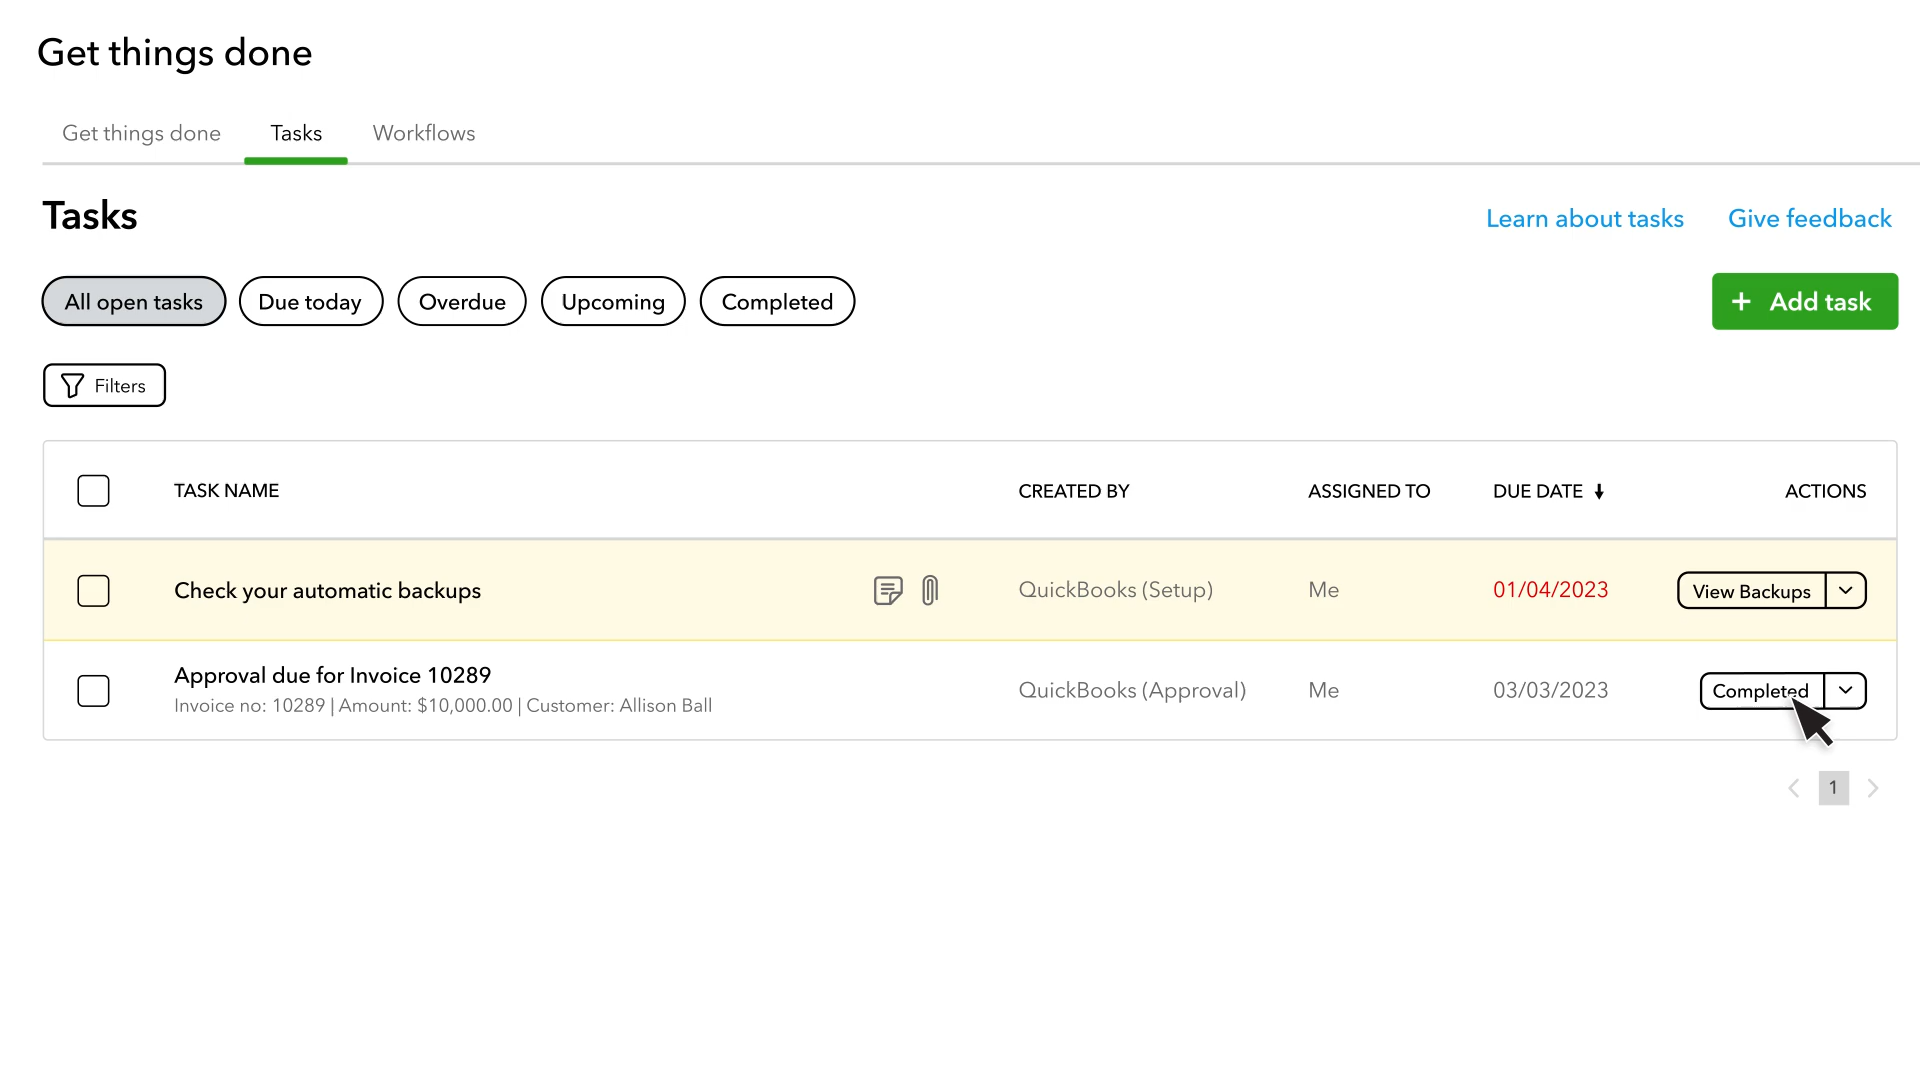 Get things done
Get things done Tasks Workflows
Tasks
Learn about tasks Give feedback
All open tasks Due today Overdue Upcoming Completed
+ Add task
Filters
TASK NAME CREATED BY ASSIGNED TO DUE DATE ACTIONS
Check your automatic backups QuickBooks (Setup) Me 01/04/2023 View Backups
Approval due for Invoice 10289
Invoice no: 10289 | Amount: $10,000.00 | Customer: Allison Ball
QuickBooks (Approval) Me 03/03/2023 Completed
1